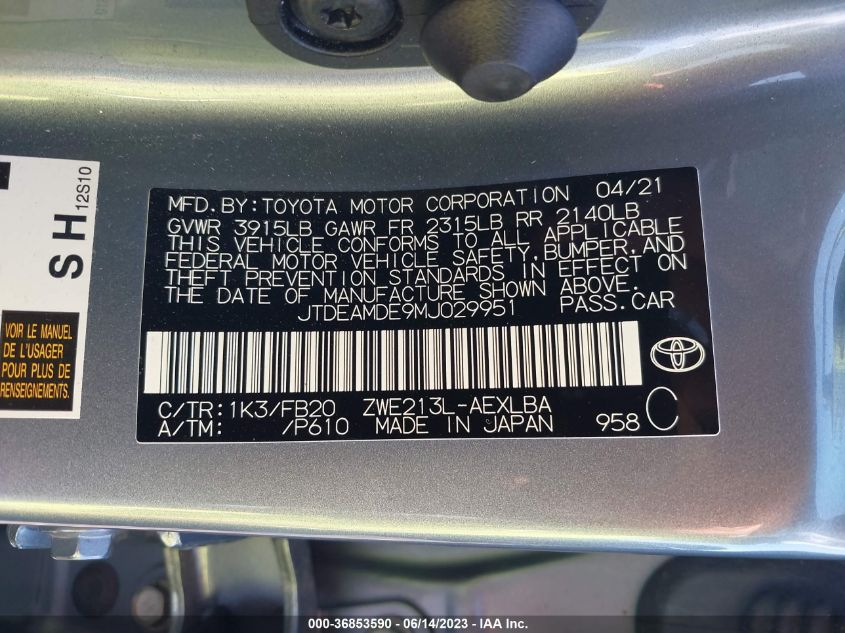 MFD. BY: TOYOTA MOTOR CORPORATION 04/21
GVWR 3915LB GAWR FR 2315LB RR 2140LB
THIS VEHICLE CONFORMS TO ALL APPLICABLE
FEDERAL MOTOR VEHICLE SAFETY, BUMPER, AND
THEFT PREVENTION STANDARDS IN EFFECT ON
THE DATE OF MANUFACTURE SHOWN ABOVE.
JTDEAMDE9MJ029951 PASS.CAR
C/TR: 1K3/FB20 ZWE213L-AEXLBA
A/TM: /P610 MADE IN JAPAN 958 C
SH 12S10
VOIR LE MANUEL
DE L'USAGER
POUR PLUS DE
RENSEIGNEMENTS.
000-36853590 - 06/14/2023 - IAA Inc.